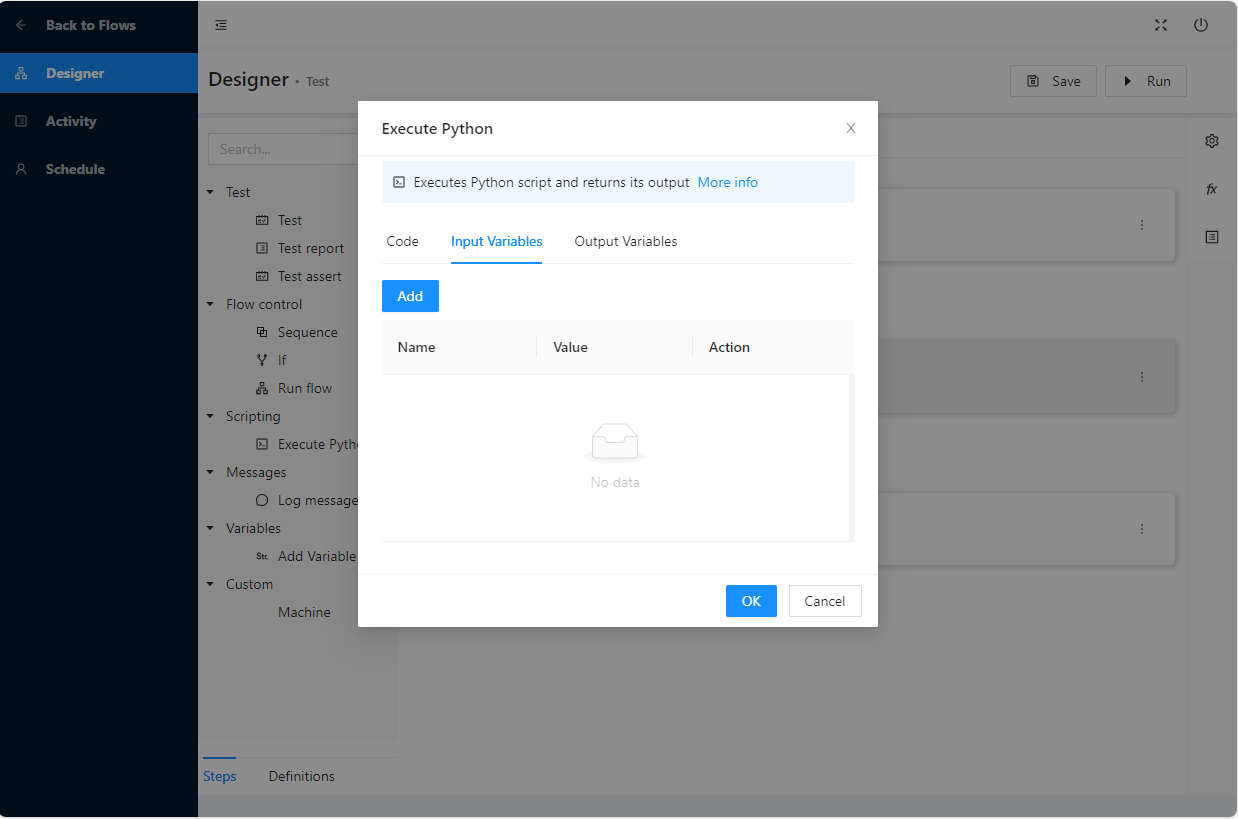 Back to Flows
Designer
Activity
Schedule
Designer · Test
Save
Run
Search...
Test
Test
Test report
Test assert
Flow control
Sequence
If
Run flow
Scripting
Execute Pyth
Messages
Log message
Variables
Str. Add Variable
Custom
Machine
Steps Definitions
fx
Execute Python
Executes Python script and returns its output More info
Code Input Variables Output Variables
Add
Name Value Action
No data
OK Cancel